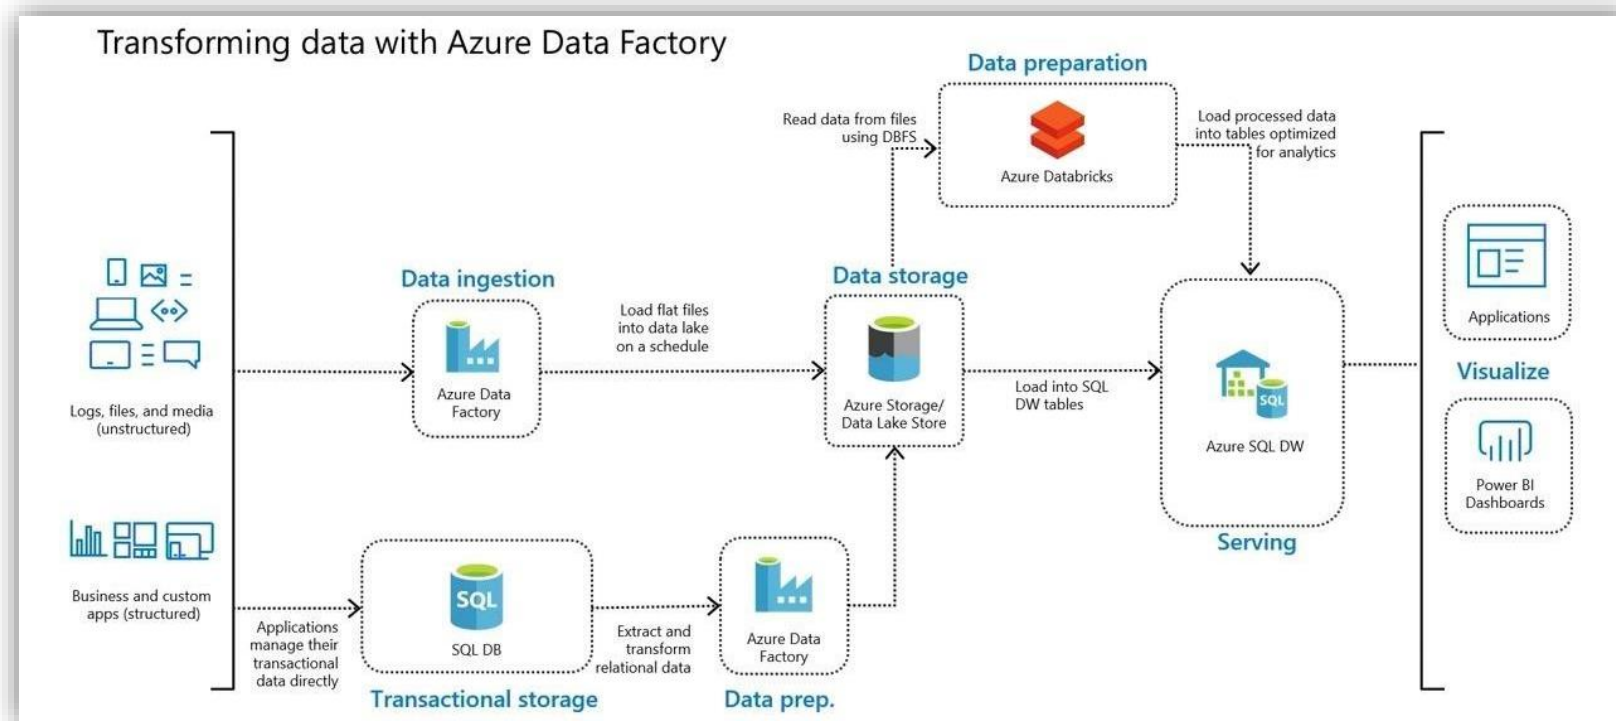 Transforming data with Azure Data Factory
Data preparation
Read data from files
using DBFS
Azure Databricks
Load processed data
into tables optimized
for analytics
Data ingestion
Azure Data
Factory
Load flat files
into data lake
on a schedule
Data storage
Azure Storage/
Data Lake Store
Load into SQL
DW tables
SQL
Azure SQL DW
Serving
Applications
Visualize
Power BI
Dashboards
Logs, files, and media
(unstructured)
Business and custom
apps (structured)
Applications
manage their
transactional
data directly
SQL
SQL DB
Transactional storage
Extract and
transform
relational data
Azure Data
Factory
Data prep.